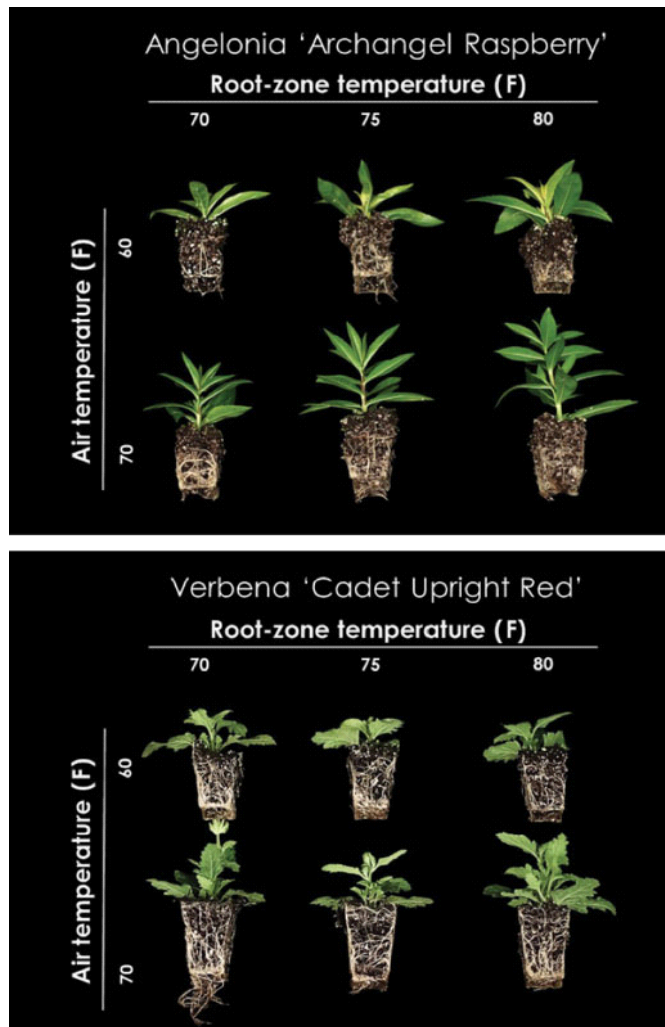 Angelonia ‘Archangel Raspberry’
Root-zone temperature (F)
70 75 80
Air temperature (F)
60
70
Verbena ‘Cadet Upright Red’
Root-zone temperature (F)
70 75 80
Air temperature (F)
60
70